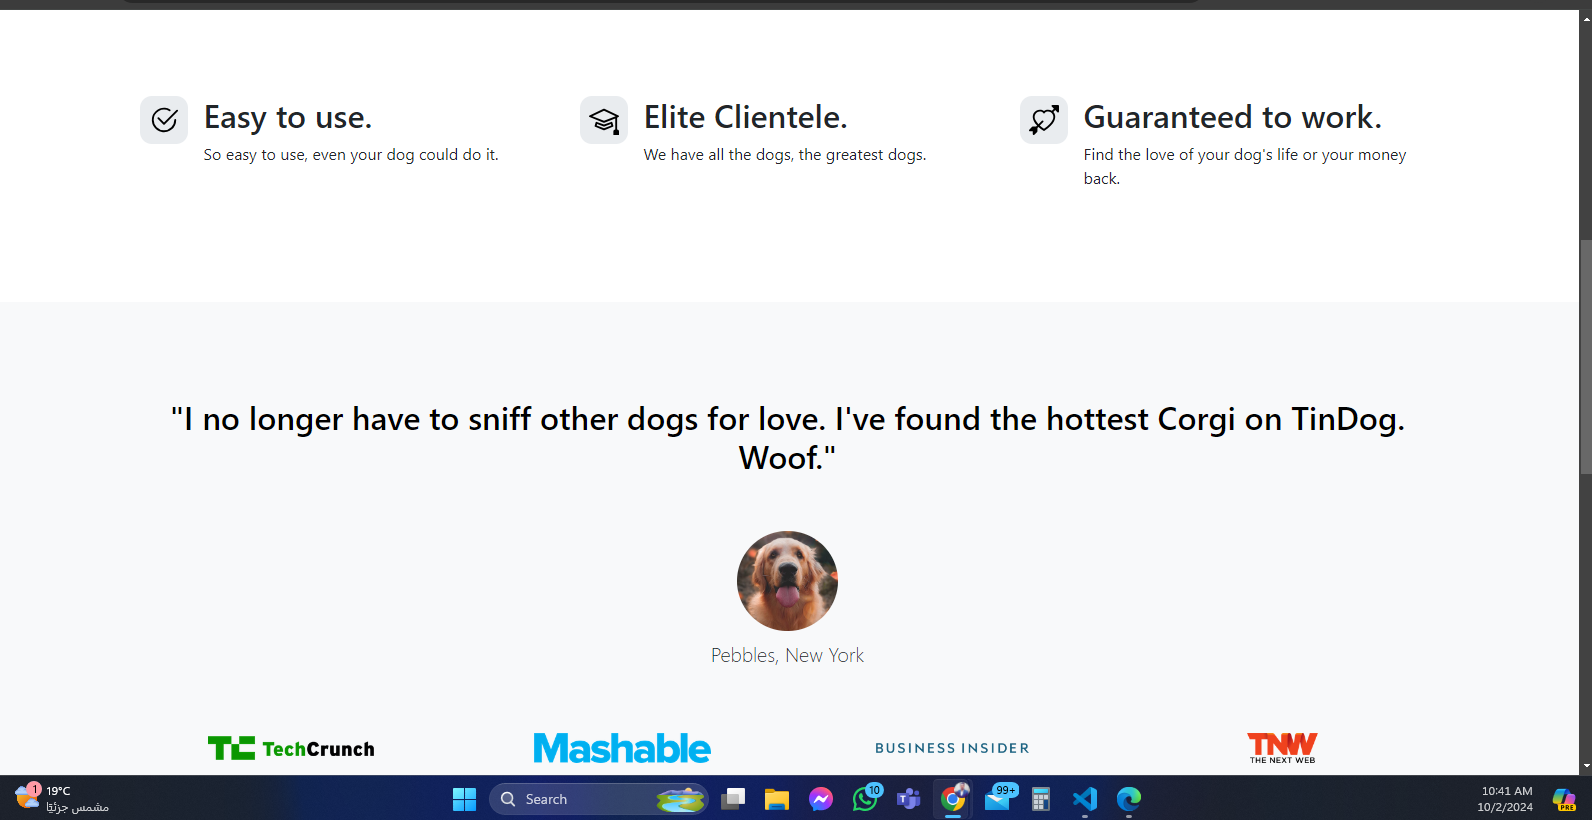 Easy to use.
So easy to use, even your dog could do it.
Elite Clientele.
We have all the dogs, the greatest dogs.
Guaranteed to work.
Find the love of your dog's life or your money
back.
"I no longer have to sniff other dogs for love. I've found the hottest Corgi on TinDog.
Woof."
Pebbles, New York
TC TechCrunch
Mashable
BUSINESS INSIDER
TNW
THE NEXT WEB
1
19°C
مشمس جزئيًا
Search
10
99+
10:41 AM
10/2/2024
PRE